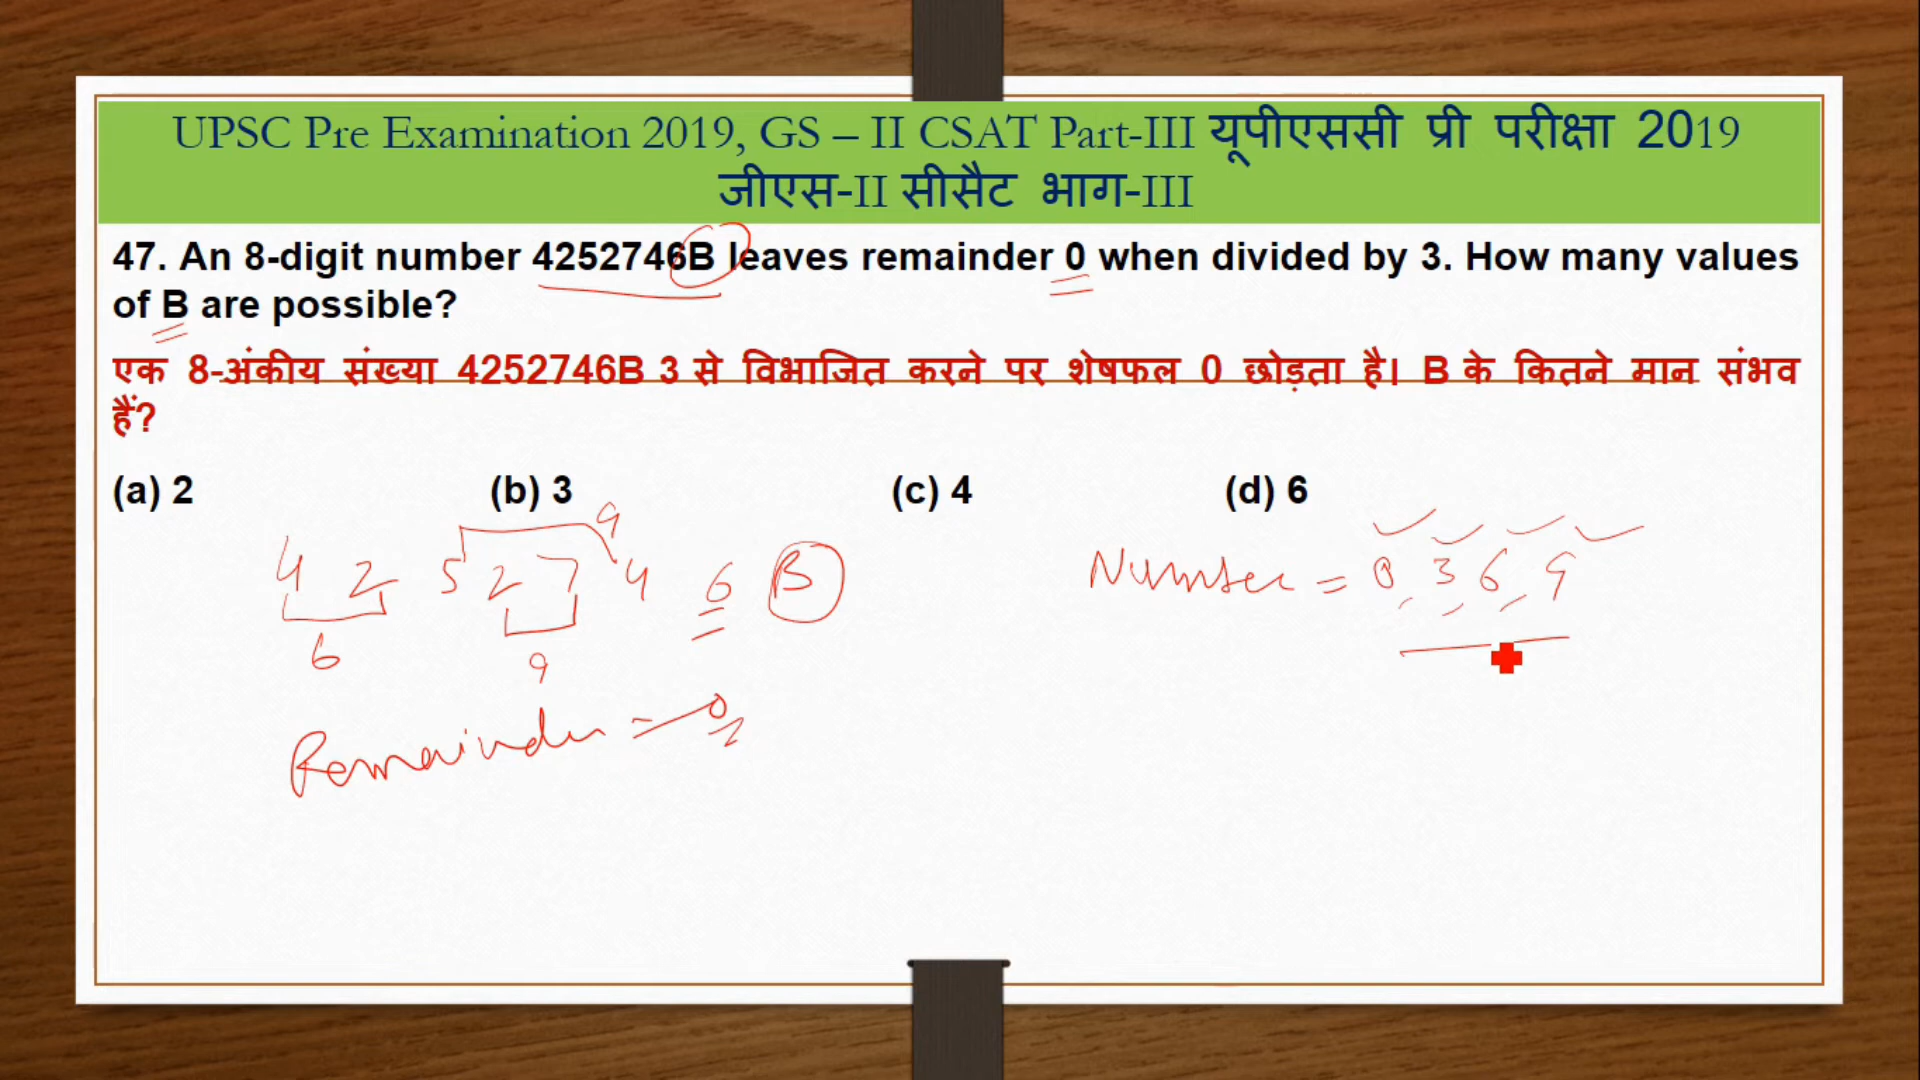 UPSC Pre Examination 2019, GS – II CSAT Part-III यूपीएससी प्री परीक्षा 2019
जीएस-II सीसैट भाग-III
47. An 8-digit number 4252746B leaves remainder 0 when divided by 3. How many values
of B are possible?
एक 8-अंकीय संख्या 4252746B 3 से विभाजित करने पर शेषफल 0 छोड़ता है। B के कितने मान संभव
हैं?
(a) 2 (b) 3 (c) 4 (d) 6
9
4 2 5 2 7 4 6 B
6 9
Remainder = 0
Number = 0, 3, 6, 9